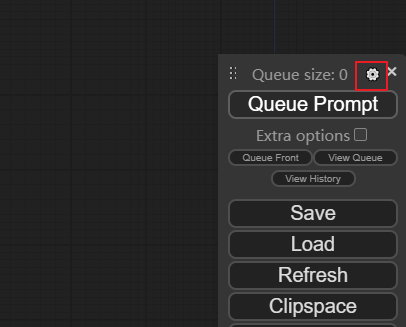 Queue size: 0
Queue Prompt
Extra options
Queue Front View Queue
View History
Save
Load
Refresh
Clipspace